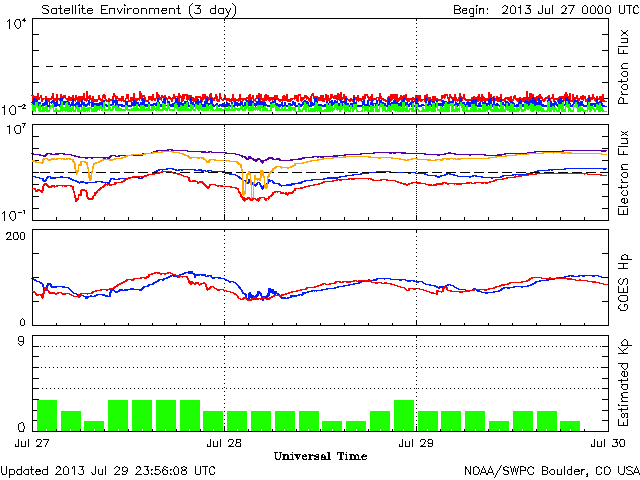 Satellite Environment (3 day) Begin: 2013 Jul 27 0000 UTC
10⁴
10⁻²
Proton Flux
10⁷
10⁻¹
Electron Flux
200
0
GOES Hp
9
0
Estimated Kp
Jul 27 Jul 28 Jul 29 Jul 30
Universal Time
Updated 2013 Jul 29 23:56:08 UTC NOAA/SWPC Boulder, CO USA